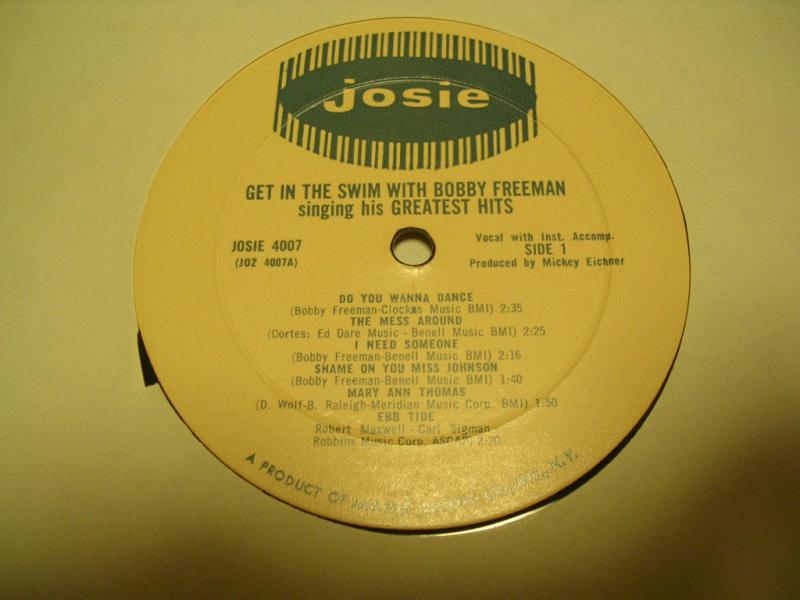 josie
GET IN THE SWIM WITH BOBBY FREEMAN
singing his GREATEST HITS
JOSIE 4007
(JOZ 4007A)
Vocal with Inst. Accomp.
SIDE 1
Produced by Mickey Eichner
DO YOU WANNA DANCE
(Bobby Freeman-Clockus Music BMI) 2:35
THE MESS AROUND
(Cortes: Ed Dare Music - Benell Music BMI) 2:25
I NEED SOMEONE
(Bobby Freeman-Benell Music BMI) 2:16
SHAME ON YOU MISS JOHNSON
(Bobby Freeman-Benell Music BMI) 1:40
MARY ANN THOMAS
(D. Wolf-B. Raleigh-Meridian Music Corp. BMI) 1:50
EBB TIDE
Robert Maxwell - Carl Sigman
Robbins Music Corp. ASCAP) 2:20
A PRODUCT OF N.Y.